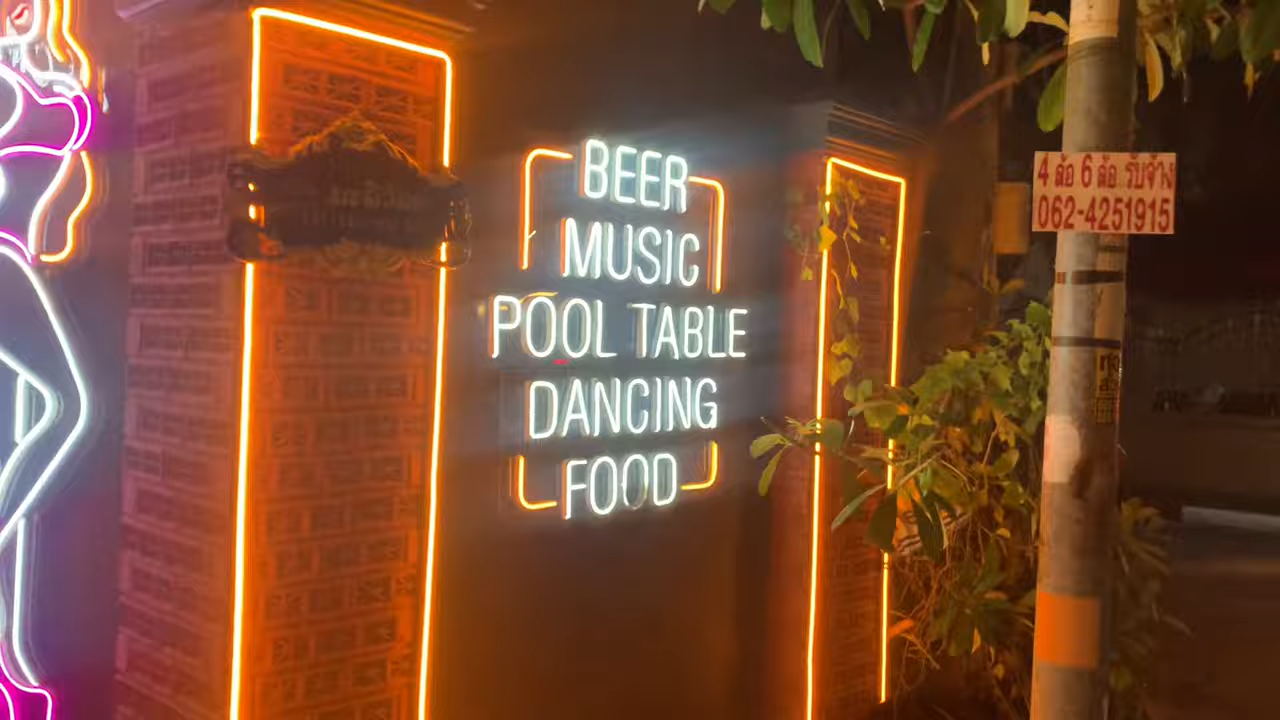 BEER
MUSIC
POOL TABLE
DANCING
FOOD
4 ล้อ 6 ล้อ รับจ้าง
062-4251915